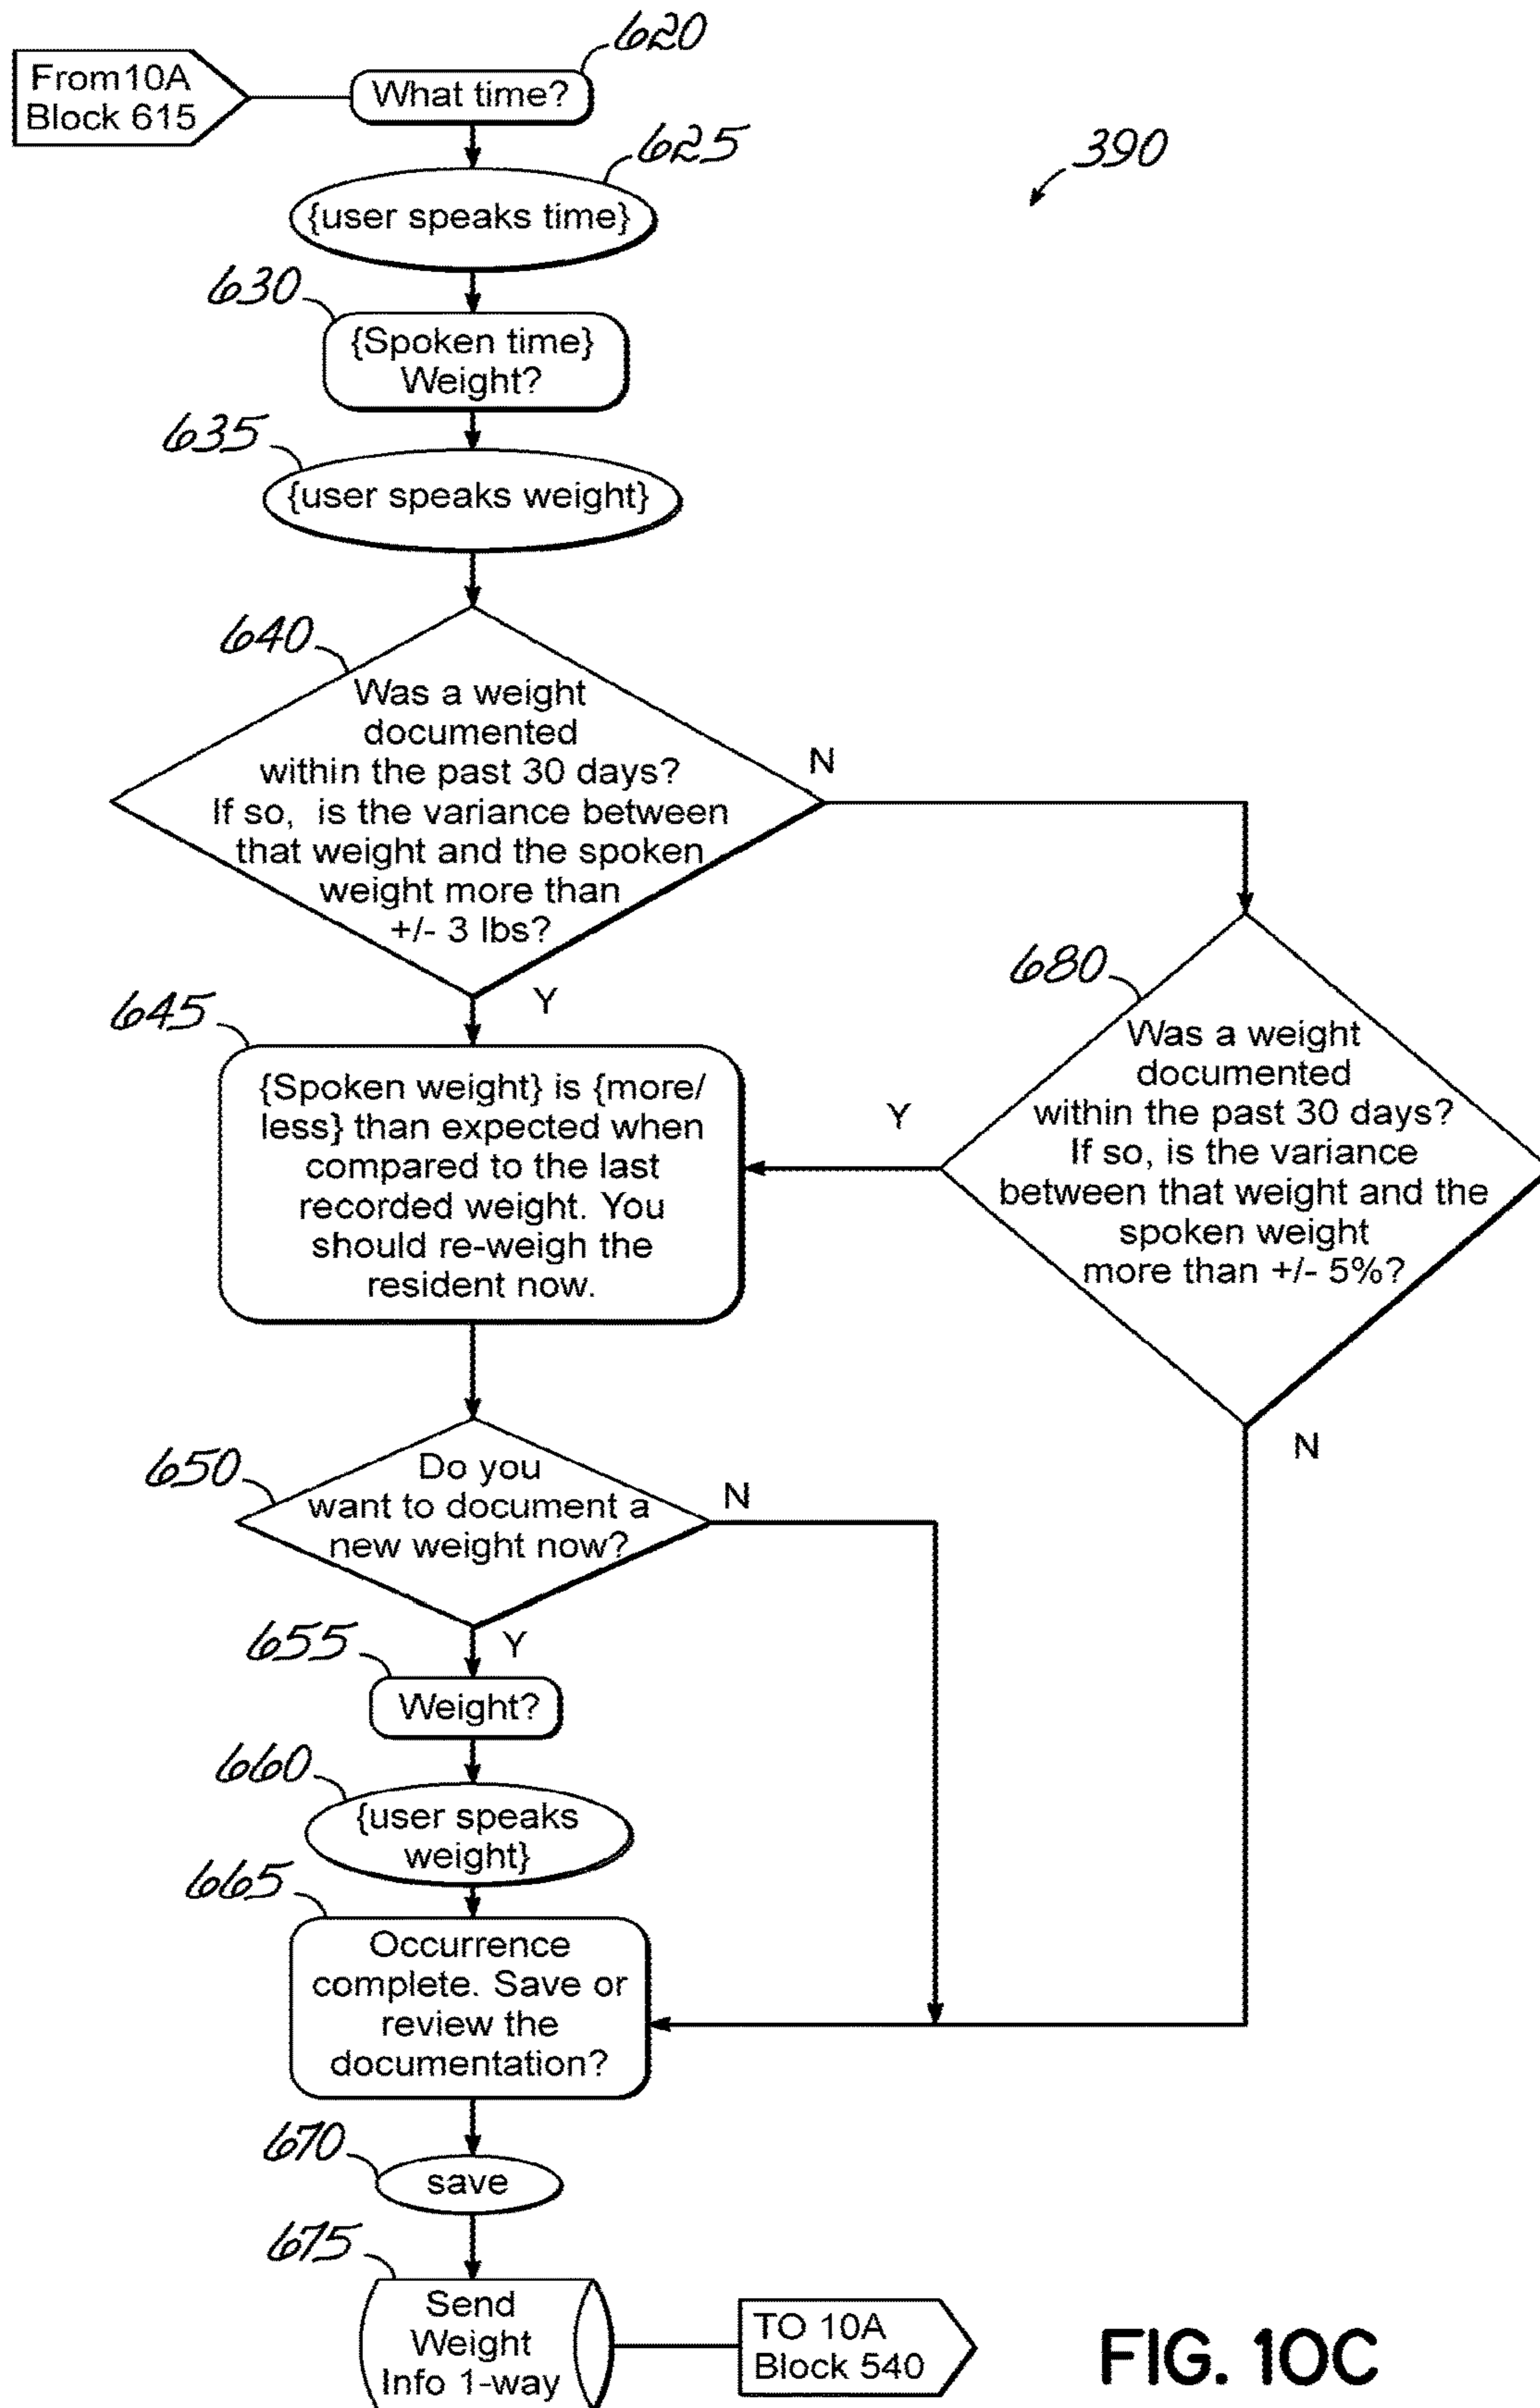 620
From10A
Block 615
What time?
625
390
{user speaks time}
630
{Spoken time}
Weight?
635
{user speaks weight}
640
Was a weight
documented
within the past 30 days?
If so, is the variance between
that weight and the spoken
weight more than
+/- 3 lbs?
N
Y
680
Was a weight
documented
within the past 30 days?
If so, is the variance
between that weight and the
spoken weight
more than +/- 5%?
Y
N
645
{Spoken weight} is {more/
less} than expected when
compared to the last
recorded weight. You
should re-weigh the
resident now.
650
Do you
want to document a
new weight now?
N
Y
655
Weight?
660
{user speaks
weight}
665
Occurrence
complete. Save or
review the
documentation?
670
save
675
Send
Weight
Info 1-way
TO 10A
Block 540
FIG. 10C